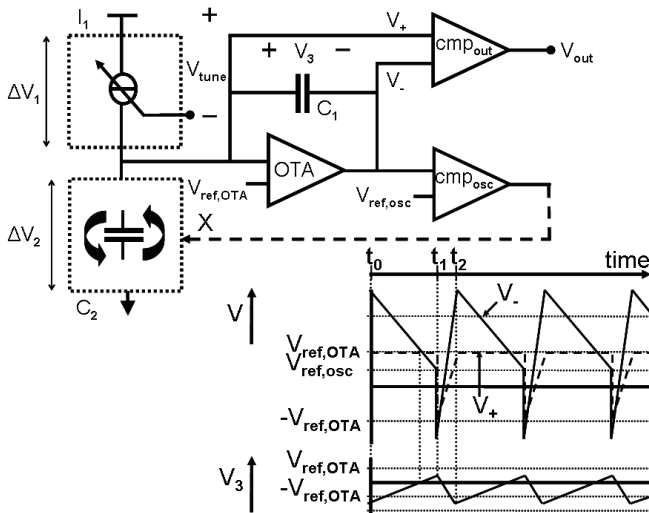 I1
+
V+
cmpout
Vout
+ V3 −
Vtune
V-
ΔV1
C1
−
OTA
cmposc
Vref,OTA
Vref,osc
ΔV2
X
C2
t0 t1 t2 time
V
V-
Vref,OTA
Vref,osc
V+
-Vref,OTA
V3
Vref,OTA
-Vref,OTA